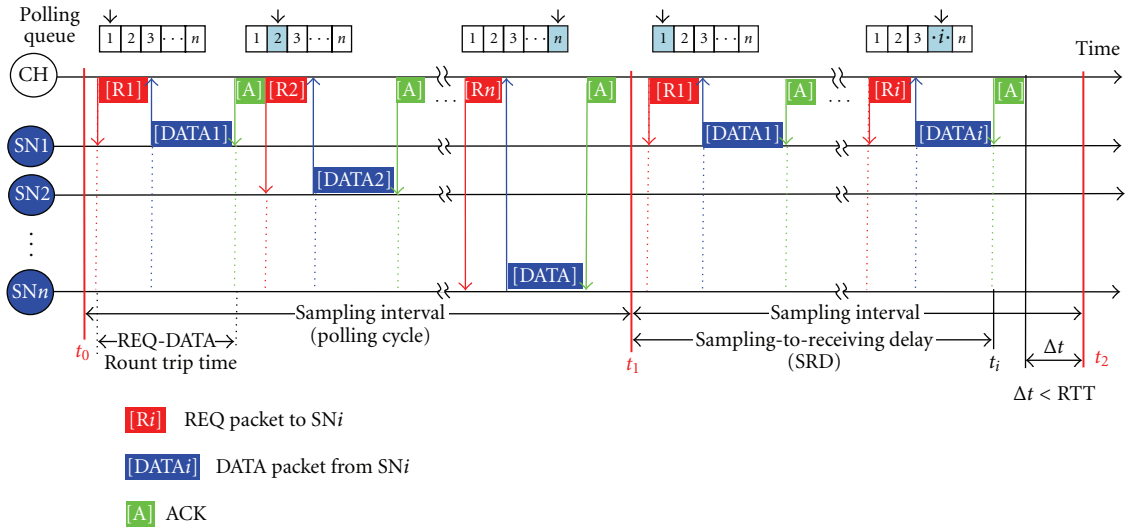 Polling
queue
1 2 3 ··· n
1 2 3 ··· n
1 2 3 ··· n
1 2 3 ··· n
1 2 3 ·i· n
Time
CH
[R1]
[A]
[R2]
[A]
···
[Rn]
[A]
[R1]
[A]
···
[Ri]
[A]
SN1
[DATA1]
[DATA1]
[DATAi]
SN2
[DATA2]
⋮
SNn
[DATA]
Sampling interval
(polling cycle)
Sampling interval
t0
REQ-DATA
Rount trip time
t1
Sampling-to-receiving delay
(SRD)
ti
Δt
t2
Δt < RTT
[Ri] REQ packet to SNi
[DATAi] DATA packet from SNi
[A] ACK